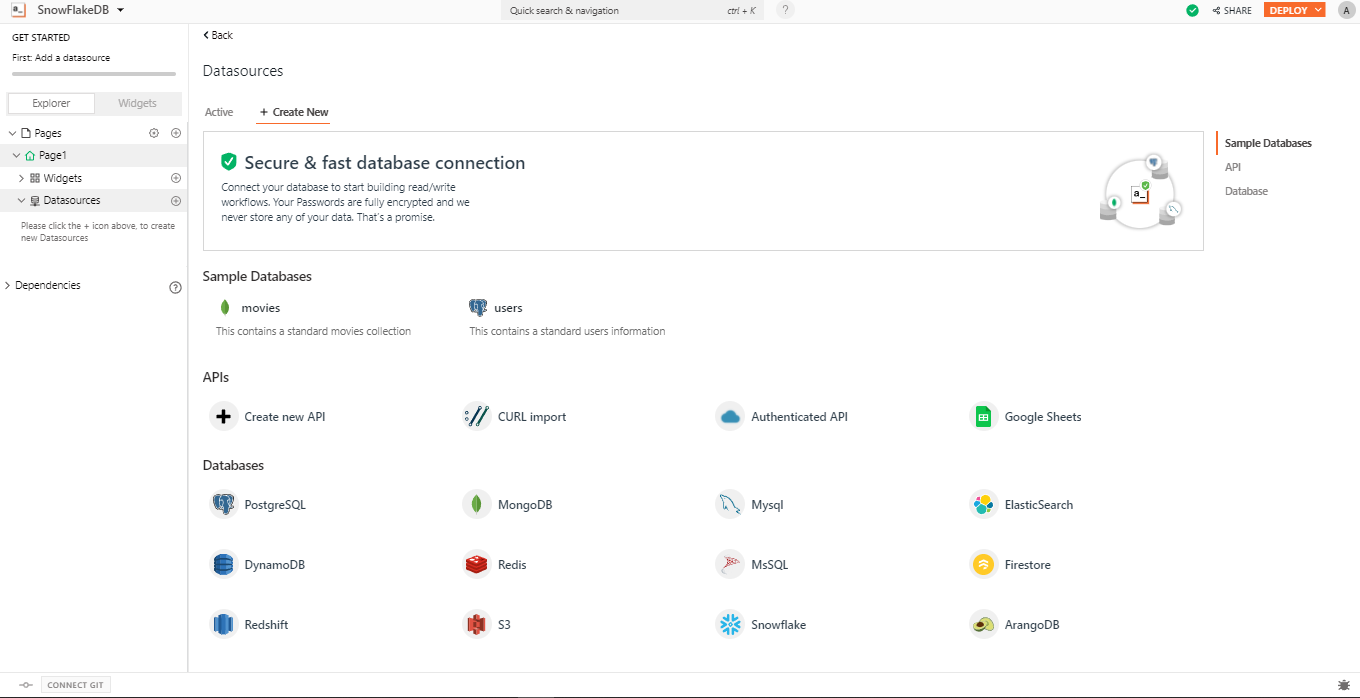 a_ SnowFlakeDB
Quick search & navigation ctrl + K
?
SHARE
DEPLOY
A
GET STARTED
First: Add a datasource
Explorer Widgets
Pages
Page1
Widgets
Datasources
Please click the + icon above, to create
new Datasources
Dependencies
?
Back
Datasources
Active
+ Create New
Secure & fast database connection
Connect your database to start building read/write
workflows. Your Passwords are fully encrypted and we
never store any of your data. That's a promise.
a_
Sample Databases
API
Database
Sample Databases
movies
This contains a standard movies collection
users
This contains a standard users information
APIs
Create new API
CURL import
Authenticated API
Google Sheets
Databases
PostgreSQL
MongoDB
Mysql
ElasticSearch
DynamoDB
Redis
MsSQL
Firestore
Redshift
S3
Snowflake
ArangoDB
CONNECT GIT